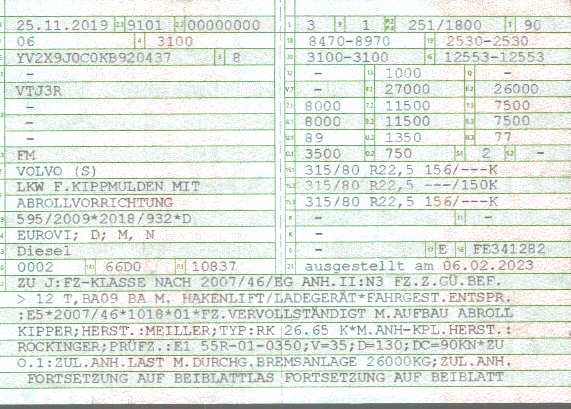 25.11.2019 9101 00000000
06 3100
YV2X9J0C0KB920437 8
-
VTJ3R
-
-
-
FM
VOLVO (S)
LKW F.KIPPMULDEN MIT
ABROLLVORRICHTUNG
595/2009*2018/932*D
EUROVI; D; M, N
Diesel
0002 66D0 10837
3 1 251/1800 90
8470-8970 2530-2530
3100-3100 12553-12553
- 1000 -
- 27000 26000
8000 11500 7500
8000 11500 7500
89 1350 77
3500 750 2 -
315/80 R22,5 156/---K
315/80 R22,5 ---/150K
315/80 R22,5 156/---K
- -
-
- E FE341282
ausgestellt am 06.02.2023
ZU J:FZ-KLASSE NACH 2007/46/EG ANH.II:N3 FZ.Z.GÜ.BEF.
> 12 T,BA09 BA M. HAKENLIFT/LADEGERÄT*FAHRGEST.ENTSPR.
:E5*2007/46*1018*01*FZ.VERVOLLSTÄNDIGT M.AUFBAU ABROLL
KIPPER;HERST.:MEILLER;TYP:RK 26.65 K*M.ANH-KPL.HERST.:
ROCKINGER;PRÜFZ.:E1 55R-01-0350;V=35;D=130;DC=90KN*ZU
O.1:ZUL.ANH.LAST M.DURCHG.BREMSANLAGE 26000KG;ZUL.ANH.
FORTSETZUNG AUF BEIBLATTLAS FORTSETZUNG AUF BEIBLATT